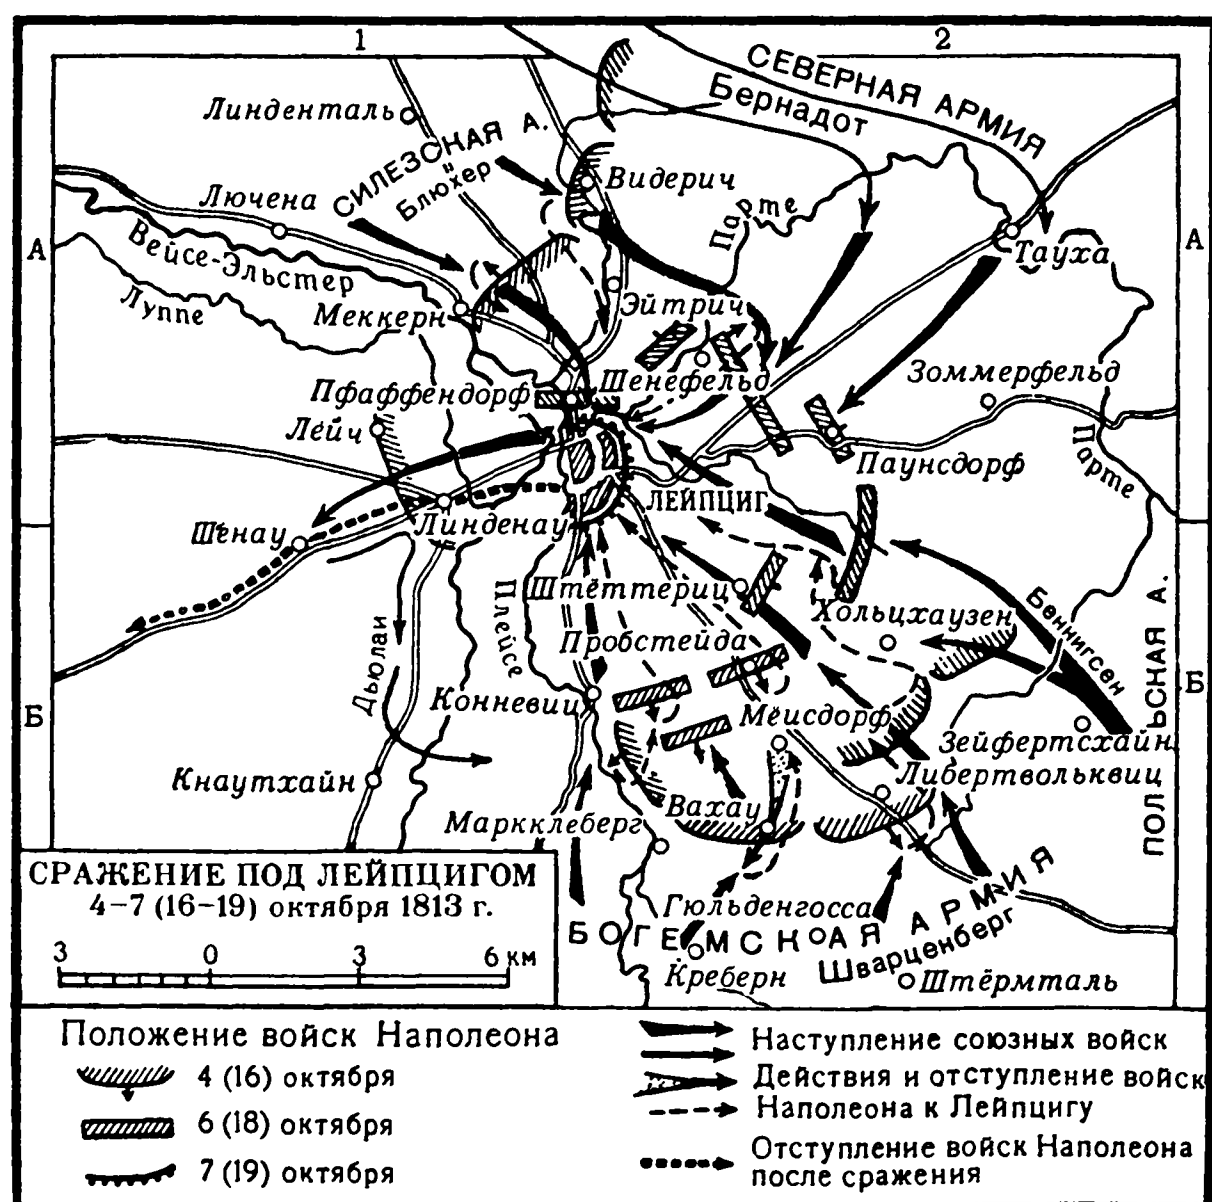 1
2
СЕВЕРНАЯ АРМИЯ
Бернадот
Линденталь
СИЛЕЗСКАЯ А.
Блюхер
Видерич
Лючена
Парте
А
Вейсе-Эльстер
Тауха
А
Луппе
Меккерн
Эйтрич
Шенефельд
Зоммерфельд
Пфаффендорф
Лейч
Парте
Паунсдорф
ЛЕЙПЦИГ
Шенау
Линденау
Плейсе
Штёттериц
Хольцхаузен
Беннигсен
ПОЛЬСКАЯ А.
Пробстейда
Дьюлаи
Конневиц
Мёисдорф
Б
Б
Зейфертсхайн
Кнаутхайн
Либертвольквиц
Вахау
Марkклеберг
СРАЖЕНИЕ ПОД ЛЕЙПЦИГОМ
4–7 (16–19) октября 1813 г.
3 0 3 6 км
Гюльденгосса
БОГЕМСКАЯ АРМИЯ
Шварценберг
Креберн
Штёрмталь
Положение войск Наполеона
4 (16) октября
6 (18) октября
7 (19) октября
Наступление союзных войск
Действия и отступление войск
Наполеона к Лейпцигу
Отступление войск Наполеона
после сражения